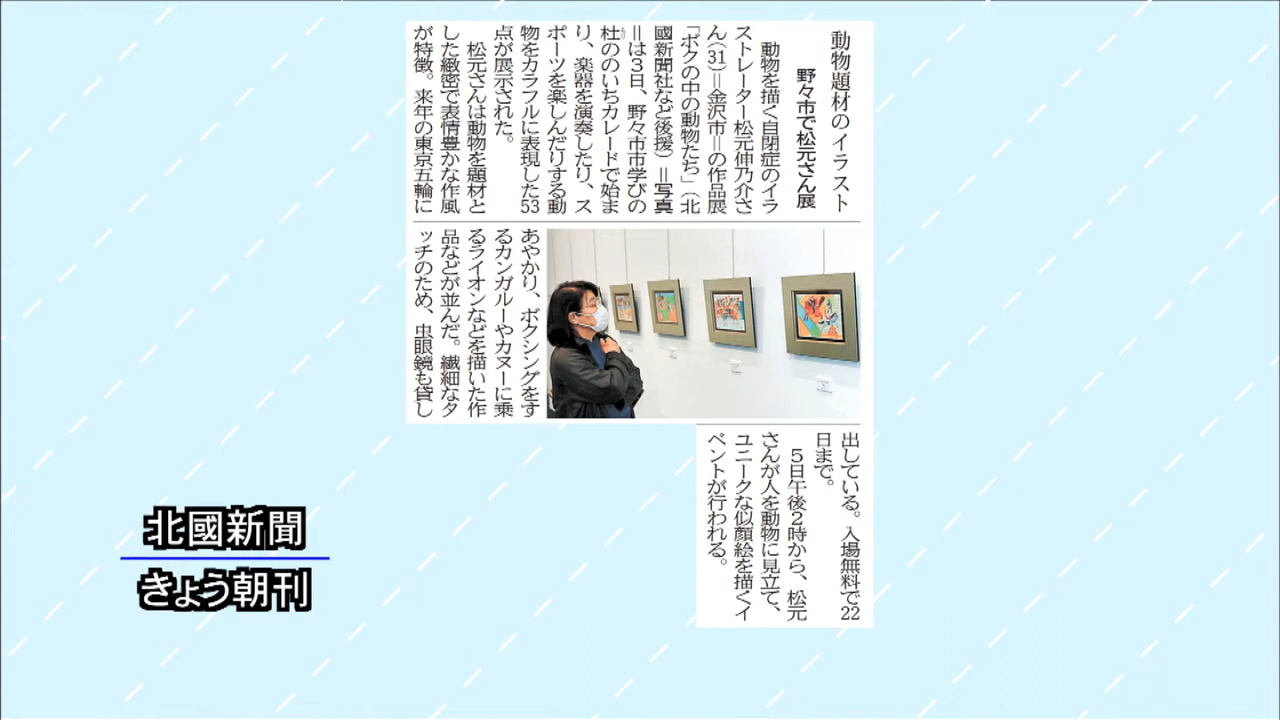 動物題材のイラスト
野々市で松元さん展
動物を描く自閉症のイラ
ストレーター松元伸乃介さ
ん(31)＝金沢市＝の作品展
「ボクの中の動物たち」（北
國新聞社など後援）＝写真
＝は３日、野々市市学びの
杜ののいちカレードで始ま
り、楽器を演奏したり、ス
ポーツを楽しんだりする動
物をカラフルに表現した53
点が展示された。
松元さんは動物を題材と
した緻密で表情豊かな作風
が特徴。来年の東京五輪に
あやかり、ボクシングをす
るカンガルーやカヌーに乗
るライオンなどを描いた作
品などが並んだ。繊細なタ
ッチのため、虫眼鏡も貸し
出している。入場無料で22
日まで。
５日午後２時から、松元
さんが人を動物に見立て、
ユニークな似顔絵を描くイ
ベントが行われる。
北國新聞
きょう朝刊